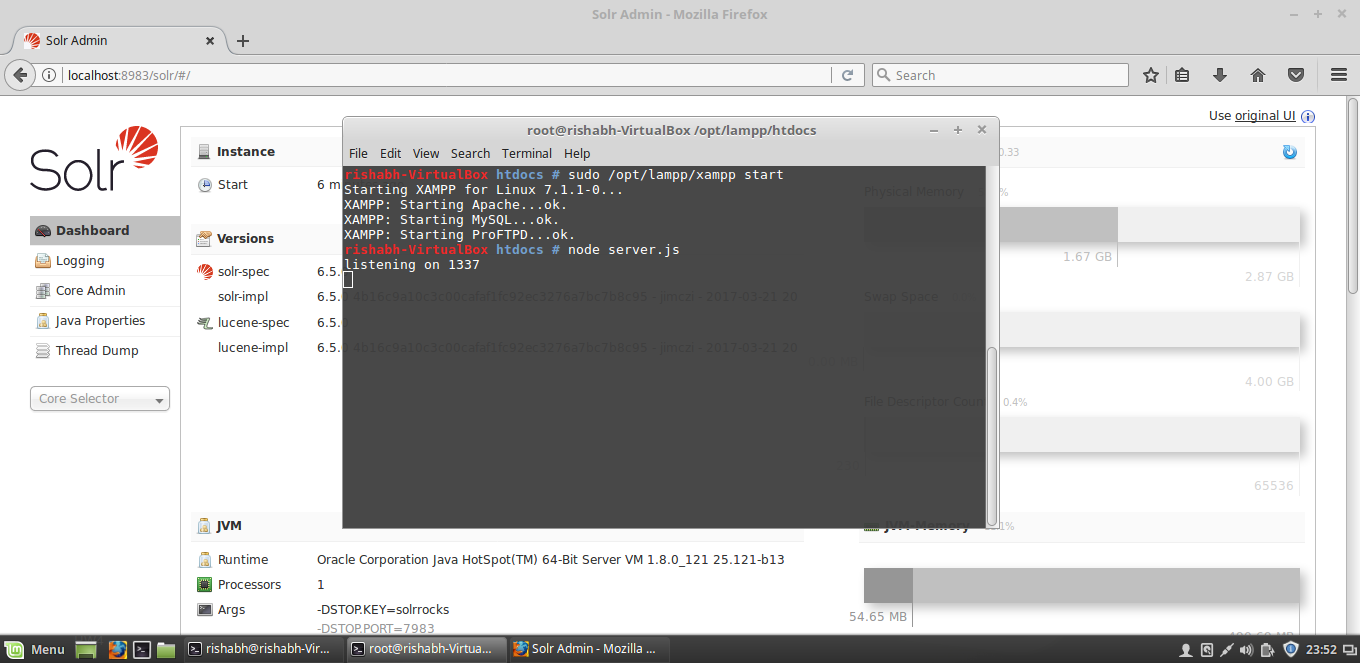 Solr Admin - Mozilla Firefox
Solr Admin
localhost:8983/solr/#/
Search
Use original UI
Solr
Dashboard
Logging
Core Admin
Java Properties
Thread Dump
Core Selector
Instance
Start
6 m
Versions
solr-spec
6.5.
solr-impl
6.5.0 4b16c9a10c3c00cafaf1fc92ec3276a7bc7b8c95 - jimczi - 2017-03-21 20
lucene-spec
6.5.
lucene-impl
6.5.0 4b16c9a10c3c00cafaf1fc92ec3276a7bc7b8c95 - jimczi - 2017-03-21 20
JVM
Runtime
Oracle Corporation Java HotSpot(TM) 64-Bit Server VM 1.8.0_121 25.121-b13
Processors
1
Args
-DSTOP.KEY=solrrocks
-DSTOP.PORT=7983
root@rishabh-VirtualBox /opt/lampp/htdocs
File Edit View Search Terminal Help
rishabh-VirtualBox htdocs # sudo /opt/lampp/xampp start
Starting XAMPP for Linux 7.1.1-0...
XAMPP: Starting Apache...ok.
XAMPP: Starting MySQL...ok.
XAMPP: Starting ProFTPD...ok.
rishabh-VirtualBox htdocs # node server.js
listening on 1337
0.33
Physical Memory
%
1.67 GB
2.87 GB
Swap Space
4.00 GB
File Descriptor Count
0.4%
65536
JVM-Memory
1%
54.65 MB
Menu
rishabh@rishabh-Vir...
root@rishabh-Virtua...
Solr Admin - Mozilla ...
23:52